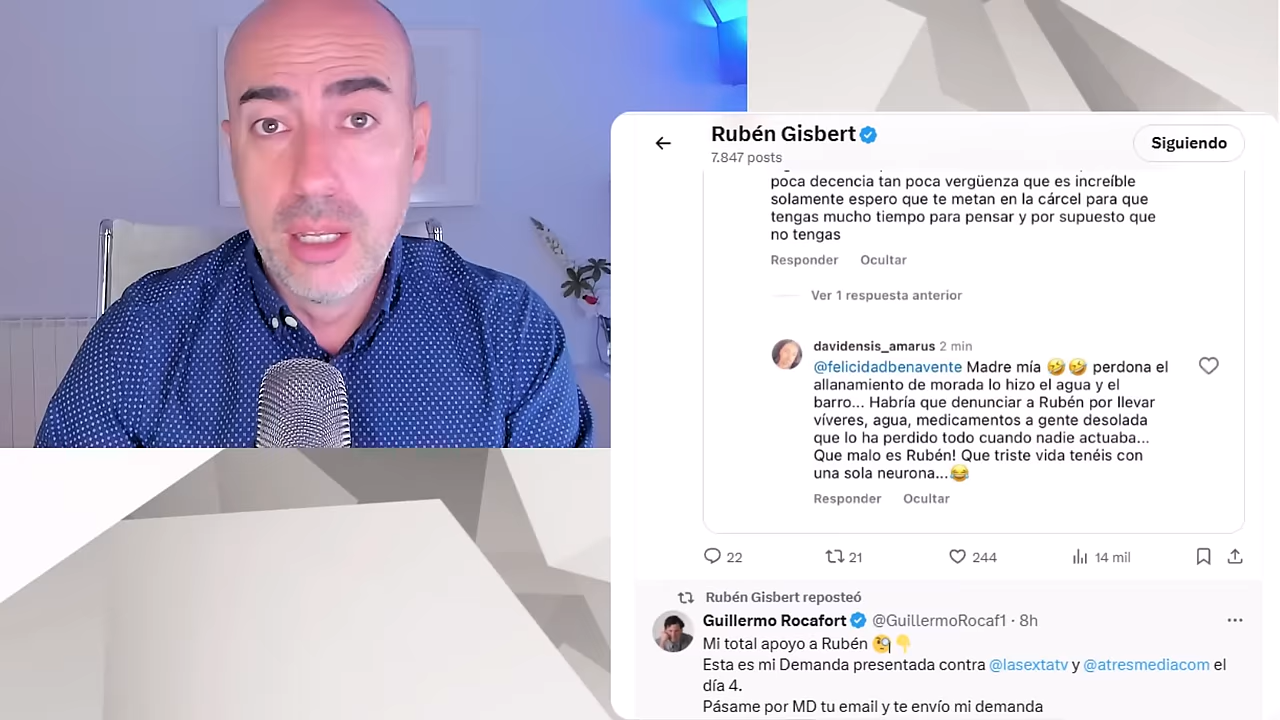 Rubén Gisbert
7.847 posts
Siguiendo
poca decencia tan poca vergüenza que es increíble
solamente espero que te metan en la cárcel para que
tengas mucho tiempo para pensar y por supuesto que
no tengas
Responder Ocultar
Ver 1 respuesta anterior
davidensis_amarus 2 min
@felicidadbenavente Madre mía 🤣🤣 perdona el
allanamiento de morada lo hizo el agua y el
barro... Habría que denunciar a Rubén por llevar
víveres, agua, medicamentos a gente desolada
que lo ha perdido todo cuando nadie actuaba...
Que malo es Rubén! Que triste vida tenéis con
una sola neurona...😂
Responder Ocultar
22 21 244 14 mil
Rubén Gisbert reposteó
Guillermo Rocafort @GuillermoRocaf1 · 8h
Mi total apoyo a Rubén 🧐👇
Esta es mi Demanda presentada contra @lasextatv y @atresmediacom el
día 4.
Pásame por MD tu email y te envío mi demanda